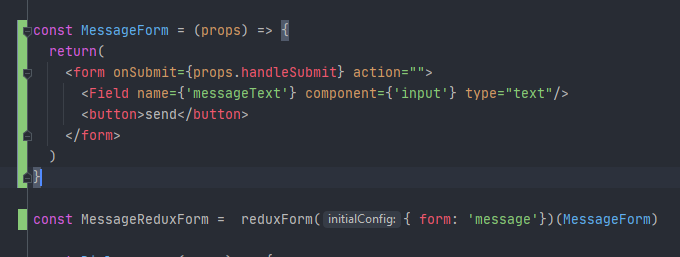 const MessageForm = (props) => {
  return(
    <form onSubmit={props.handleSubmit} action="">
      <Field name={'messageText'} component={'input'} type="text"/>
      <button>send</button>
    </form>
  )
}
const MessageReduxForm =  reduxForm( initialConfig: { form: 'message'})(MessageForm)